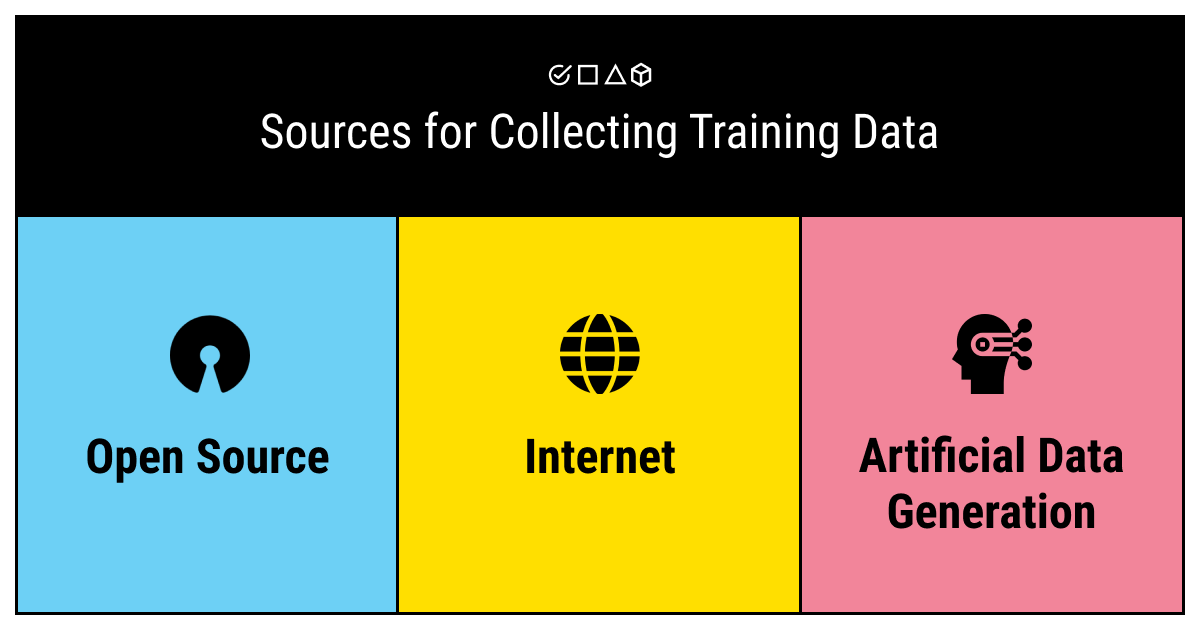 Sources for Collecting Training Data
Open Source
Internet
Artificial Data
Generation